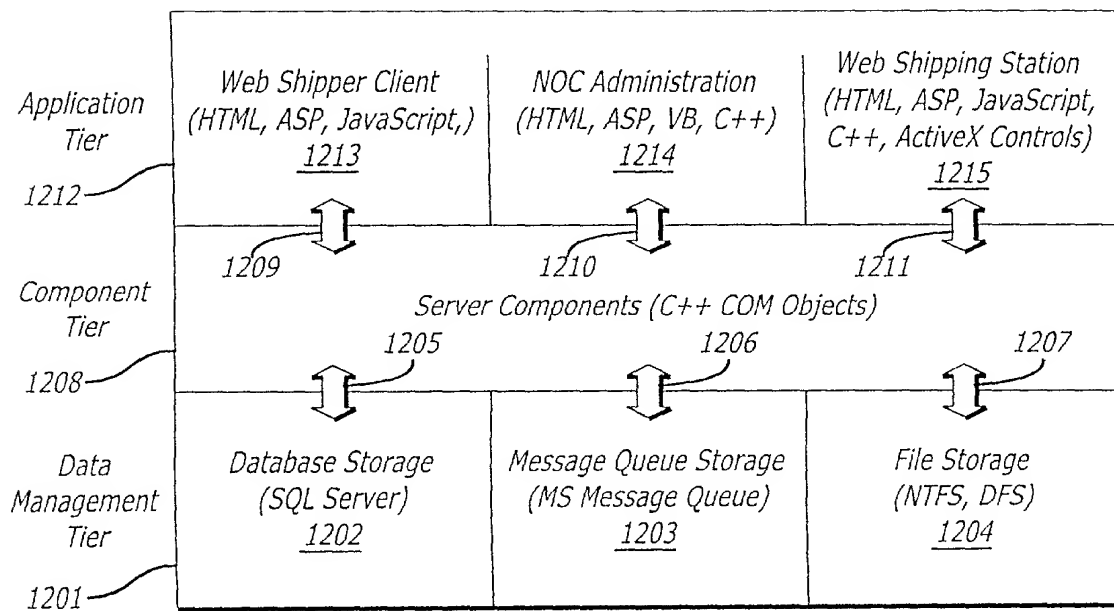 Application
Tier
1212
Web Shipper Client
(HTML, ASP, JavaScript,)
1213
NOC Administration
(HTML, ASP, VB, C++)
1214
Web Shipping Station
(HTML, ASP, JavaScript,
C++, ActiveX Controls)
1215
1209
1210
1211
Component
Tier
1208
Server Components (C++ COM Objects)
1205
1206
1207
Data
Management
Tier
1201
Database Storage
(SQL Server)
1202
Message Queue Storage
(MS Message Queue)
1203
File Storage
(NTFS, DFS)
1204